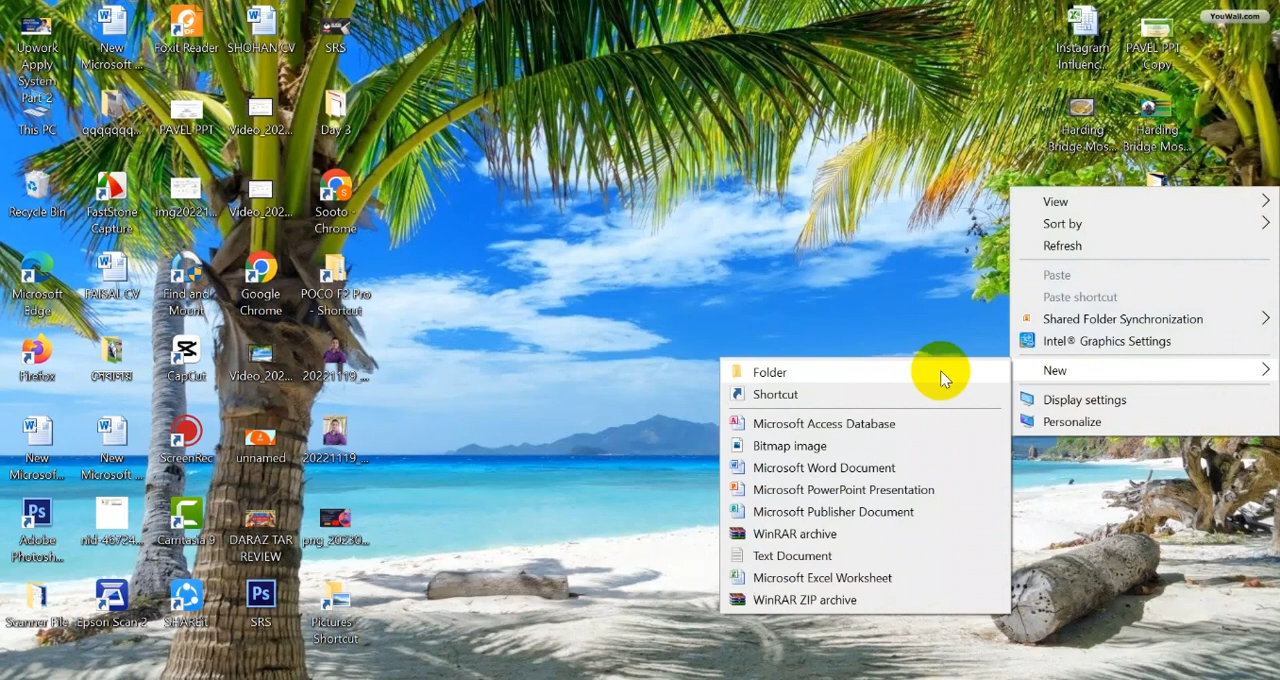 YouWall.com
Upwork
Apply
System
Part 2
New
Microsoft ...
Foxit Reader
SHOHAN CV
SRS
Instagram
Influenc...
PAVEL PPT
Copy
This PC
qqqqqqq...
PAVEL PPT
Video_202...
Day 3
Harding
Bridge Mos...
Harding
Bridge Mos...
Recycle Bin
FastStone
Capture
img20221...
Video_202...
Sooto -
Chrome
Microsoft
Edge
FAISAL CV
Find and
Mount
Google
Chrome
POCO F2 Pro
- Shortcut
Firefox
CapCut
Video_202...
20221119_...
New
Microsof...
New
Microsoft ...
ScreenRec
unnamed
20221119_...
Adobe
Photosh...
nid-46724...
Camtasia 9
DARAZ TAR
REVIEW
png_20230...
Scanner File
Epson Scan 2
SHAREit
SRS
Pictures
Shortcut
View
Sort by
Refresh
Paste
Paste shortcut
Shared Folder Synchronization
Intel® Graphics Settings
New
Display settings
Personalize
Folder
Shortcut
Microsoft Access Database
Bitmap image
Microsoft Word Document
Microsoft PowerPoint Presentation
Microsoft Publisher Document
WinRAR archive
Text Document
Microsoft Excel Worksheet
WinRAR ZIP archive